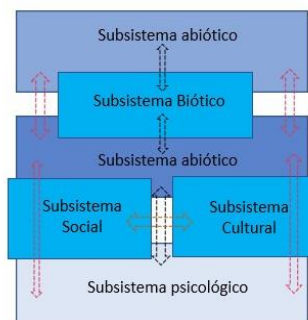 Subsistema abiótico
Subsistema Biótico
Subsistema abiótico
Subsistema
Social
Subsistema
Cultural
Subsistema psicológico